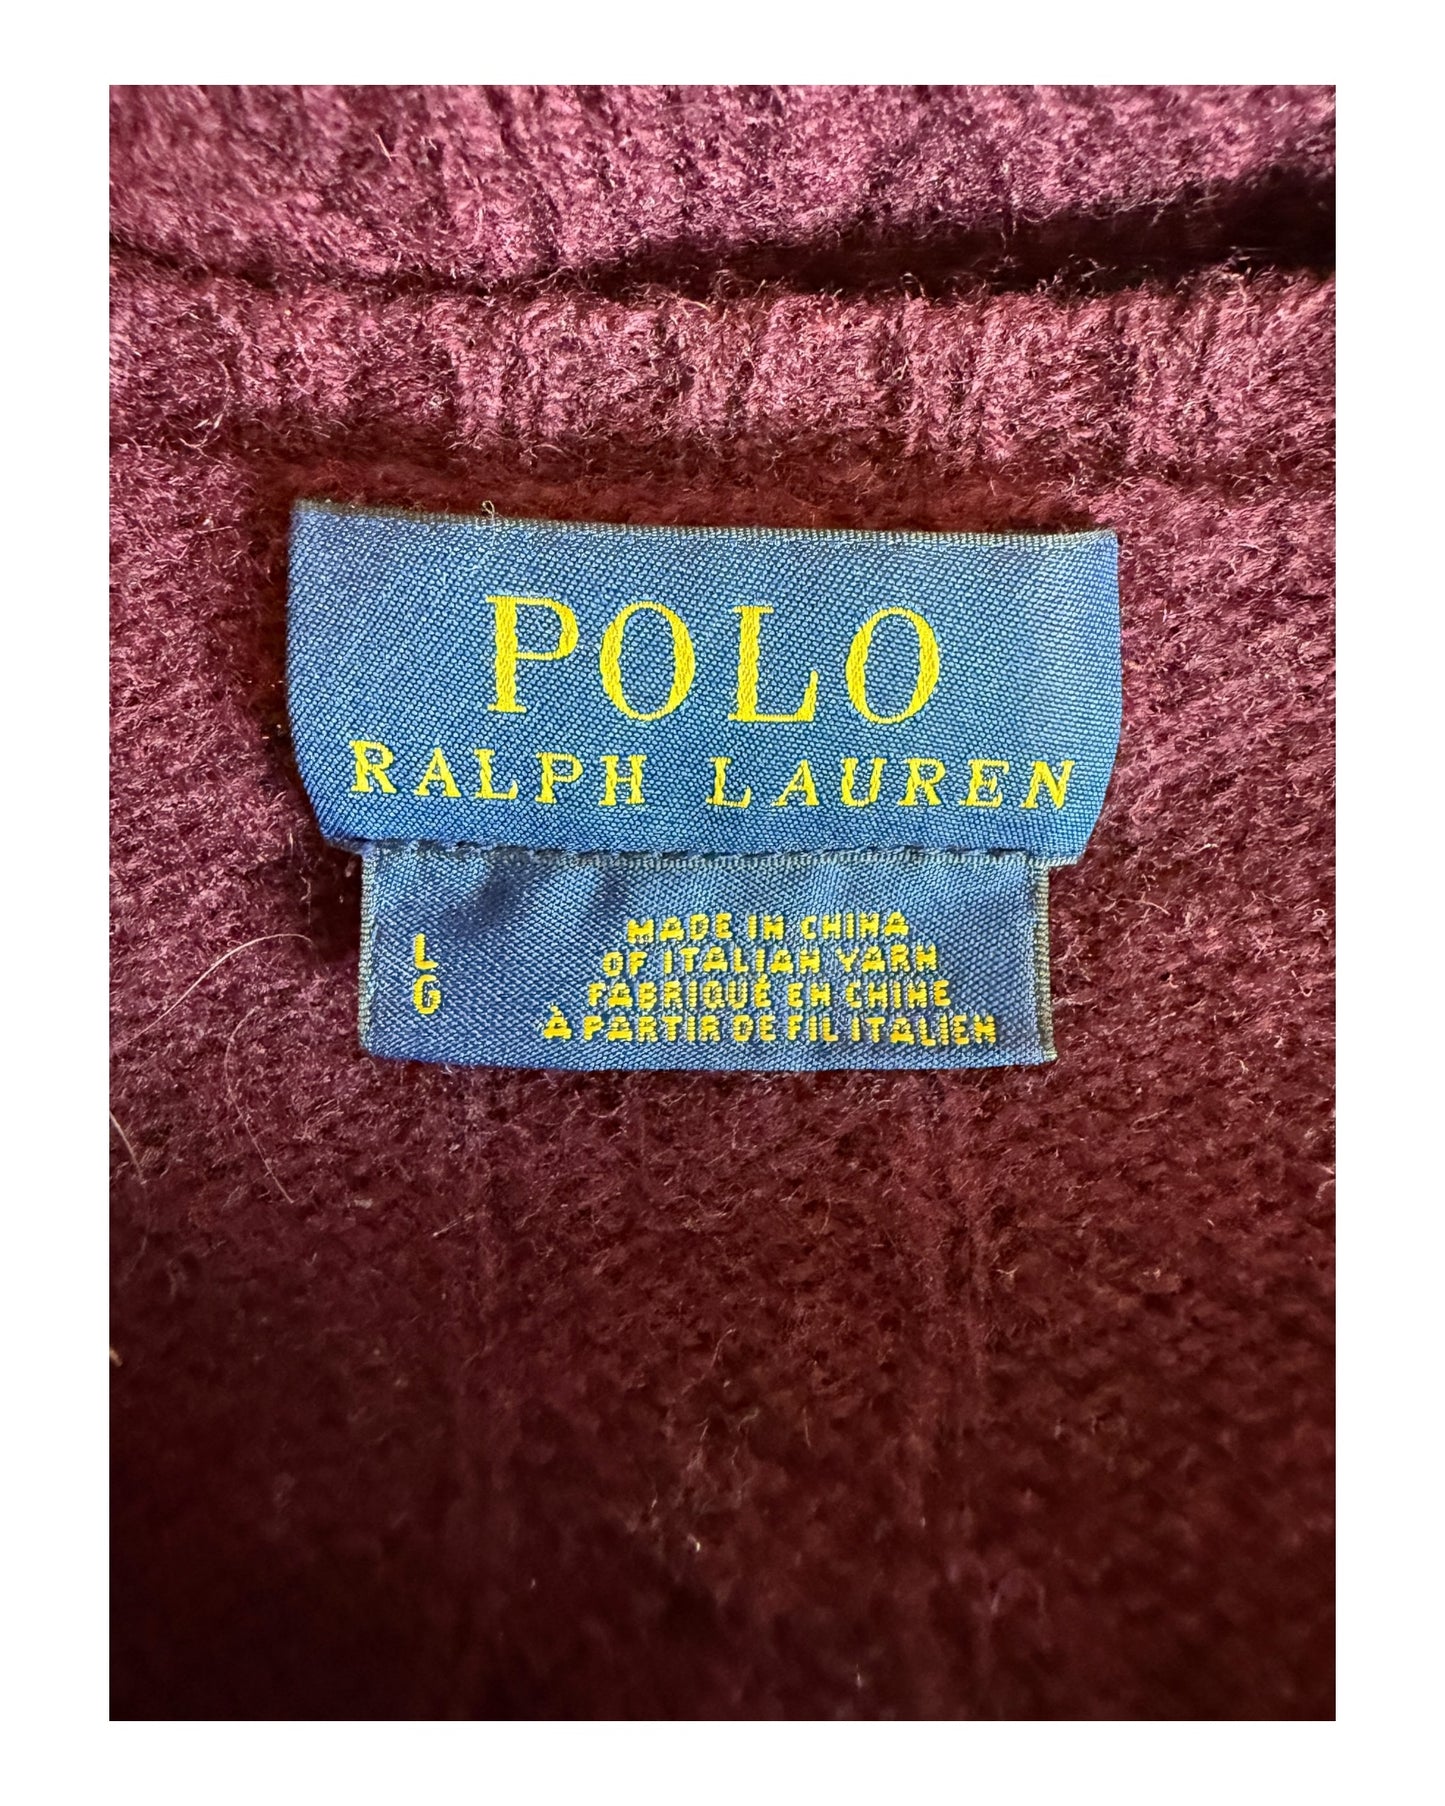 POLO
RALPH LAUREN
L
G
MADE IN CHINA
OF ITALIAN YARN
FABRIQUÉ EN CHINE
À PARTIR DE FIL ITALIEN